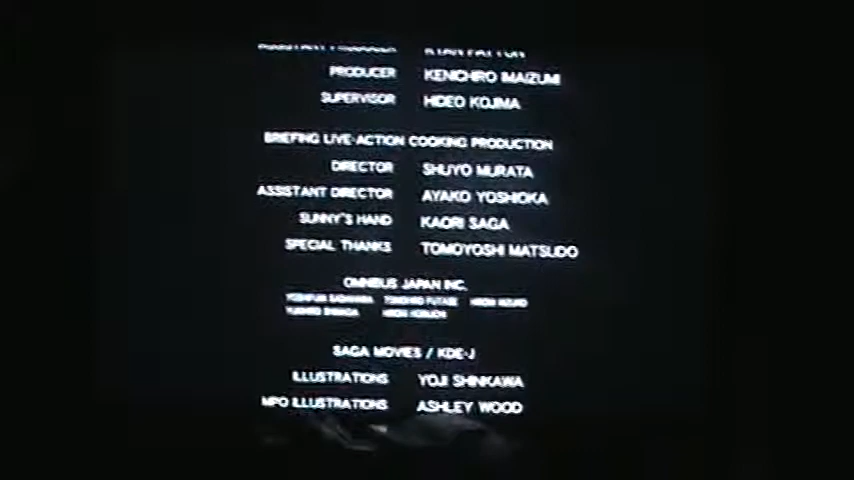 PRODUCER KENICHIRO IMAIZUMI
SUPERVISOR HIDEO KOJIMA
BRIEFING LIVE-ACTION COOKING PRODUCTION
DIRECTOR SHUYO MURATA
ASSISTANT DIRECTOR AYAKO YOSHIOKA
SUNNY'S HAND KAORI SAGA
SPECIAL THANKS TOMOYOSHI MATSUDO
OMNIBUS JAPAN INC.
SAGA MOVIES / KDE-J
ILLUSTRATIONS YOJI SHINKAWA
MPO ILLUSTRATIONS ASHLEY WOOD